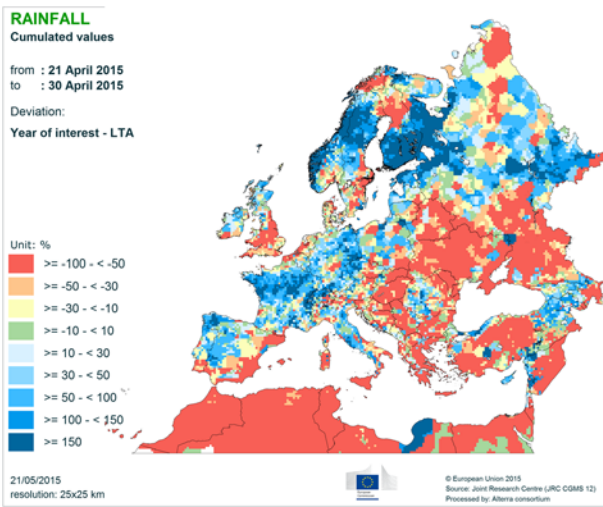 RAINFALL
Cumulated values
from : 21 April 2015
to : 30 April 2015
Deviation:
Year of interest - LTA
Unit: %
>= -100 - < -50
>= -50 - < -30
>= -30 - < -10
>= -10 - < 10
>= 10 - < 30
>= 30 - < 50
>= 50 - < 100
>= 100 - < 150
>= 150
21/05/2015
resolution: 25x25 km
© European Union 2015
Source: Joint Research Centre (JRC CGMS 12)
Processed by: Alterra consortium